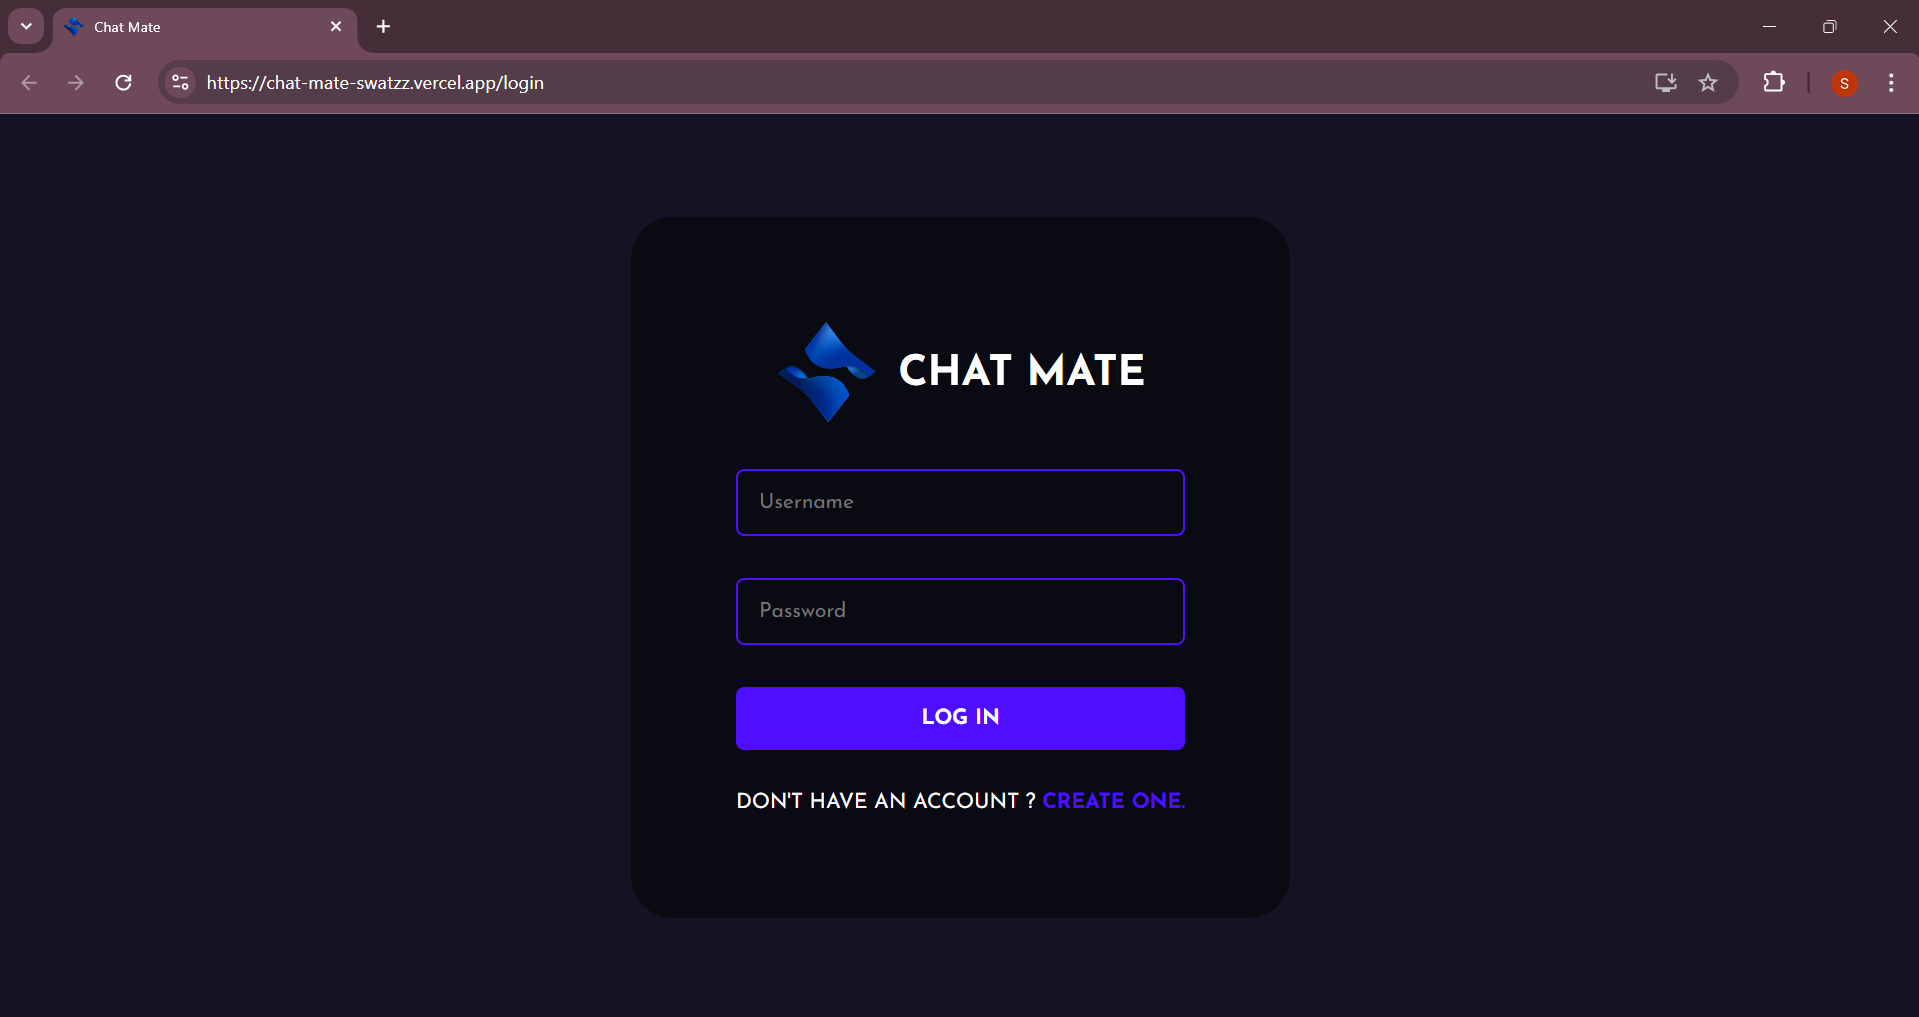 Chat Mate
https://chat-mate-swatzz.vercel.app/login
S
CHAT MATE
Username
Password
LOG IN
DON'T HAVE AN ACCOUNT ? CREATE ONE.